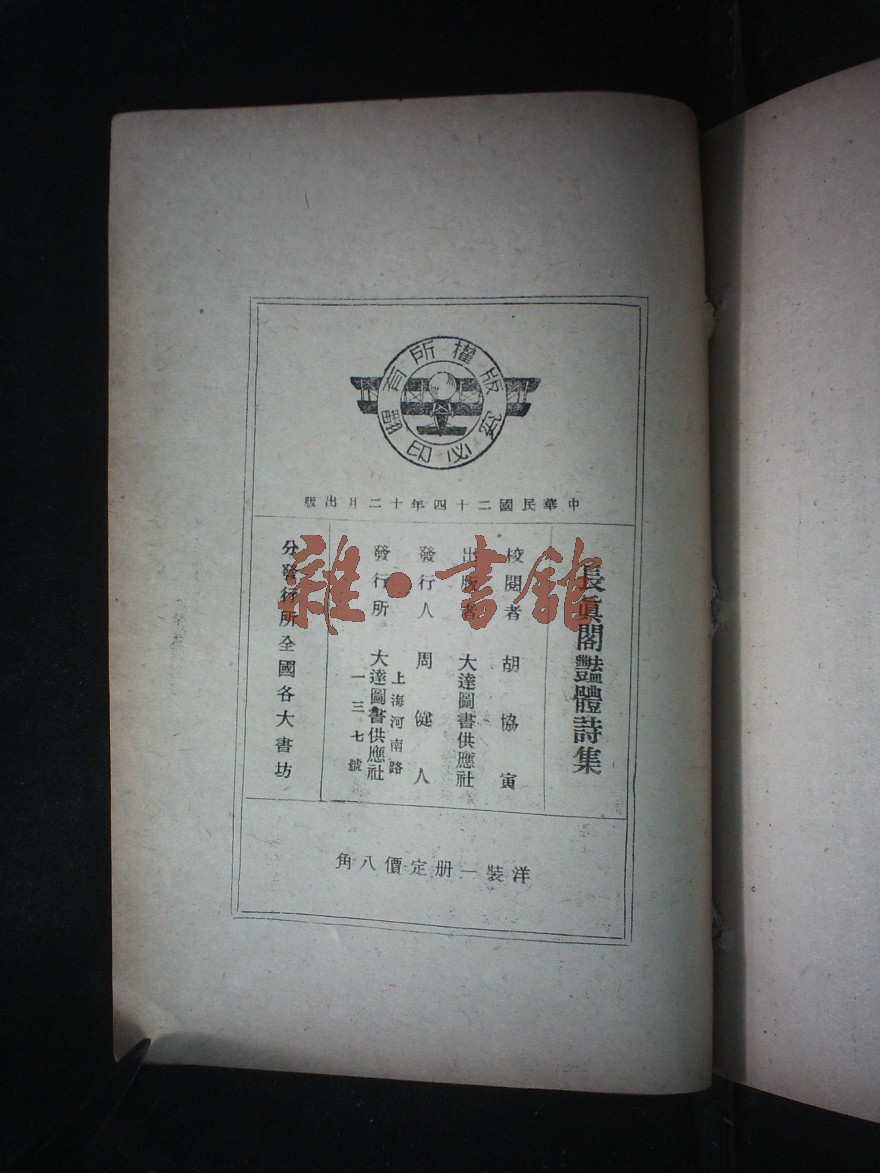 版權所有
翻印必究
中華民國二十四年十二月出版
長眞閣豔體詩集
校閱者 胡協寅
出版者 大達圖書供應社
發行人 周健人
發行所 大達圖書供應社
上海河南路
一三七號
分發行所全國各大書坊
洋裝一册定價八角
雜·書館